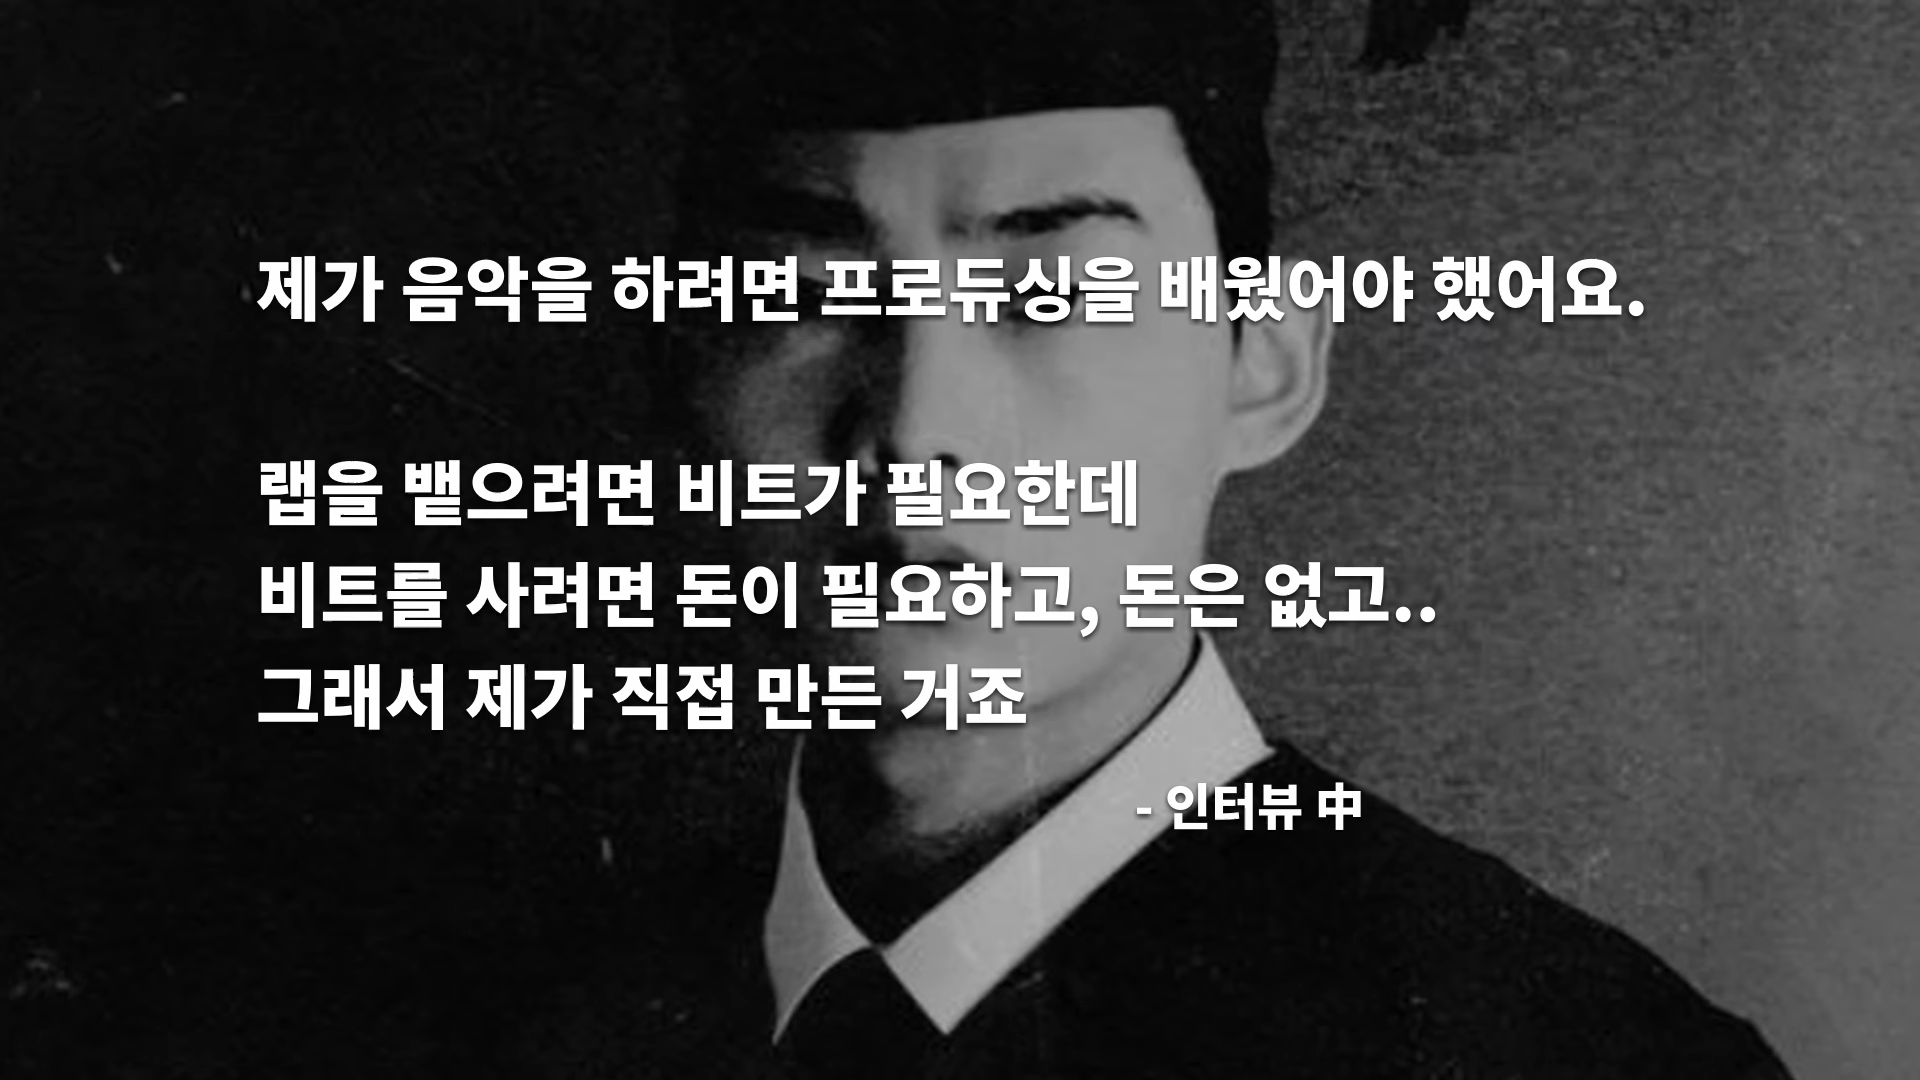 제가 음악을 하려면 프로듀싱을 배웠어야 했어요.
랩을 뱉으려면 비트가 필요한데
비트를 사려면 돈이 필요하고, 돈은 없고..
그래서 제가 직접 만든 거죠
- 인터뷰 中